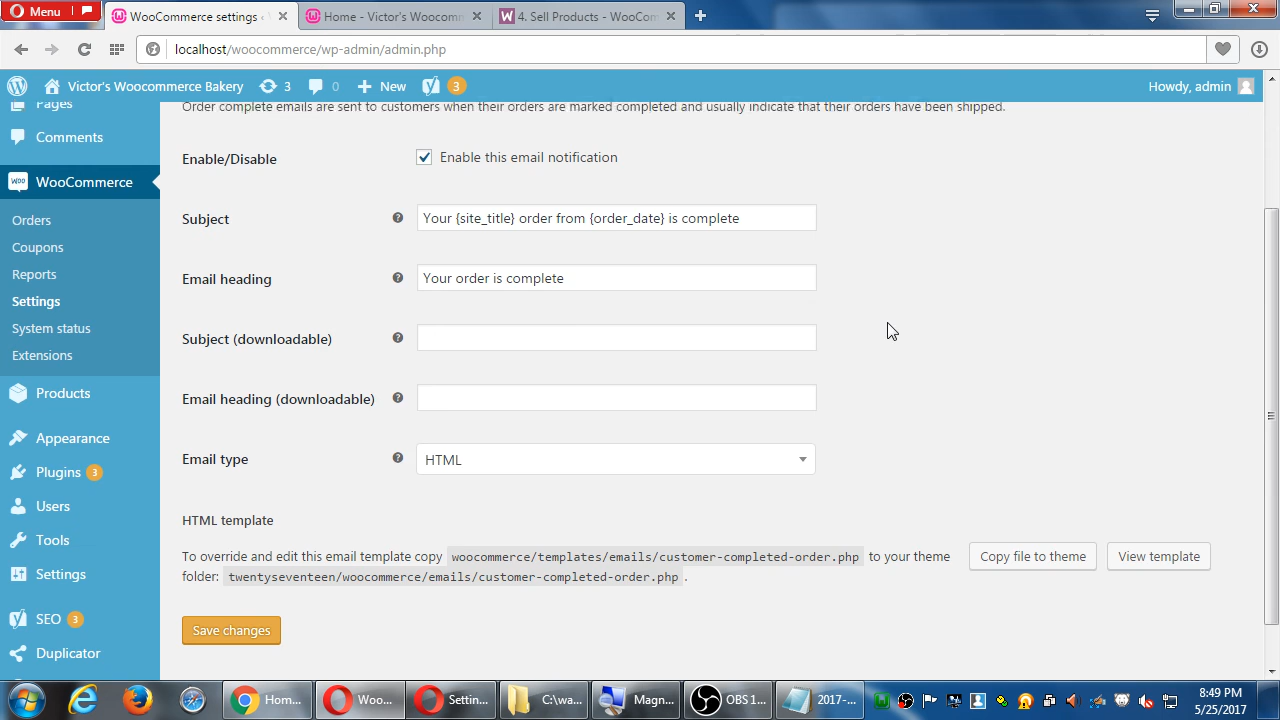 Menu
WooCommerce settings ‹
Home - Victor's Woocomm
4. Sell Products - WooCom
localhost/woocommerce/wp-admin/admin.php
Victor's Woocommerce Bakery
3
0
New
3
Howdy, admin
Pages
Comments
WooCommerce
Woo
Orders
Coupons
Reports
Settings
System status
Extensions
Products
Appearance
Plugins 3
Users
Tools
Settings
SEO 3
Duplicator
Order complete emails are sent to customers when their orders are marked completed and usually indicate that their orders have been shipped.
Enable/Disable
Enable this email notification
Subject
Your {site_title} order from {order_date} is complete
Email heading
Your order is complete
Subject (downloadable)
Email heading (downloadable)
Email type
HTML
HTML template
To override and edit this email template copy woocommerce/templates/emails/customer-completed-order.php to your theme
folder: twentyseventeen/woocommerce/emails/customer-completed-order.php .
Copy file to theme
View template
Save changes
Hom...
Woo...
Settin...
C:\wa...
Magn...
OBS 1...
2017-...
8:49 PM
5/25/2017